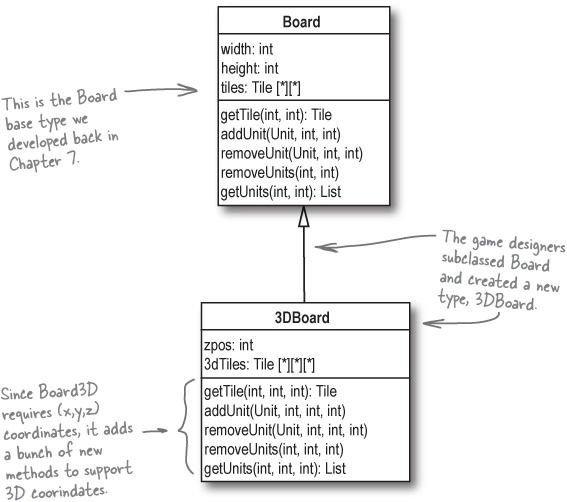 Board
width: int
height: int
tiles: Tile [*][*]
getTile(int, int): Tile
addUnit(Unit, int, int)
removeUnit(Unit, int, int)
removeUnits(int, int)
getUnits(int, int): List
This is the Board
base type we
developed back in
Chapter 7.
The game designers
subclassed Board
and created a new
type, 3DBoard.
3DBoard
zpos: int
3dTiles: Tile [*][*][*]
getTile(int, int, int): Tile
addUnit(Unit, int, int, int)
removeUnit(Unit, int, int, int)
removeUnits(int, int, int)
getUnits(int, int, int): List
Since Board3D
requires (x,y,z)
coordinates, it adds
a bunch of new
methods to support
3D coorindates.